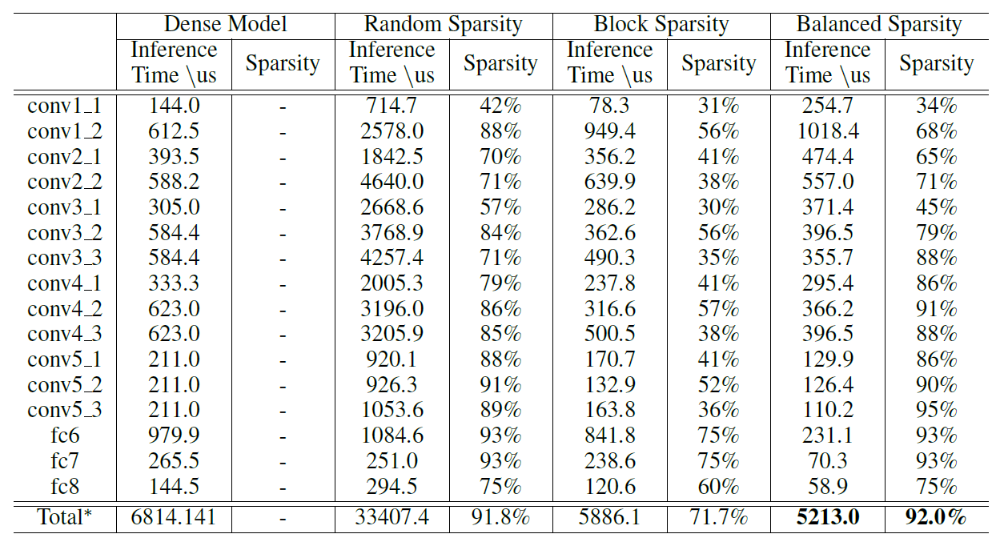 Dense Model Random Sparsity Block Sparsity Balanced Sparsity
Inference Time \us Sparsity Inference Time \us Sparsity Inference Time \us Sparsity Inference Time \us Sparsity
conv1_1 144.0 - 714.7 42% 78.3 31% 254.7 34%
conv1_2 612.5 - 2578.0 88% 949.4 56% 1018.4 68%
conv2_1 393.5 - 1842.5 70% 356.2 41% 474.4 65%
conv2_2 588.2 - 4640.0 71% 639.9 38% 557.0 71%
conv3_1 305.0 - 2668.6 57% 286.2 30% 371.4 45%
conv3_2 584.4 - 3768.9 84% 362.6 56% 396.5 79%
conv3_3 584.4 - 4257.4 71% 490.3 35% 355.7 88%
conv4_1 333.3 - 2005.3 79% 237.8 41% 295.4 86%
conv4_2 623.0 - 3196.0 86% 316.6 57% 366.2 91%
conv4_3 623.0 - 3205.9 85% 500.5 38% 396.5 88%
conv5_1 211.0 - 920.1 88% 170.7 41% 129.9 86%
conv5_2 211.0 - 926.3 91% 132.9 52% 126.4 90%
conv5_3 211.0 - 1053.6 89% 163.8 36% 110.2 95%
fc6 979.9 - 1084.6 93% 841.8 75% 231.1 93%
fc7 265.5 - 251.0 93% 238.6 75% 70.3 93%
fc8 144.5 - 294.5 75% 120.6 60% 58.9 75%
Total* 6814.141 - 33407.4 91.8% 5886.1 71.7% 5213.0 92.0%